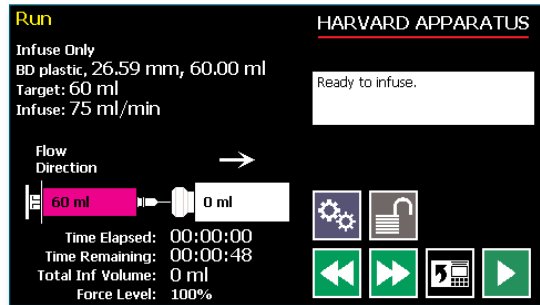 Run
HARVARD APPARATUS
Infuse Only
BD plastic, 26.59 mm, 60.00 ml
Target: 60 ml
Infuse: 75 ml/min
Ready to infuse.
Flow
Direction
60 ml
0 ml
Time Elapsed: 00:00:00
Time Remaining: 00:00:48
Total Inf Volume: 0 ml
Force Level: 100%